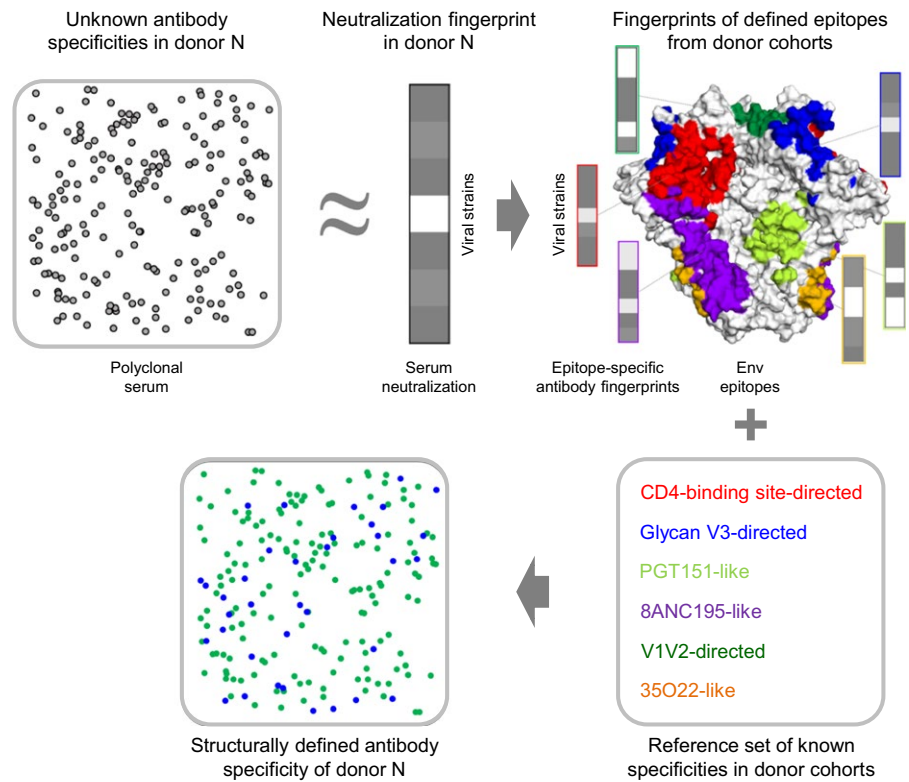 Unknown antibody
specificities in donor N
Neutralization fingerprint
in donor N
Fingerprints of defined epitopes
from donor cohorts
≈
Viral strains
Viral strains
Polyclonal
serum
Serum
neutralization
Epitope-specific
antibody fingerprints
Env
epitopes
+
CD4-binding site-directed
Glycan V3-directed
PGT151-like
8ANC195-like
V1V2-directed
35O22-like
Structurally defined antibody
specificity of donor N
Reference set of known
specificities in donor cohorts